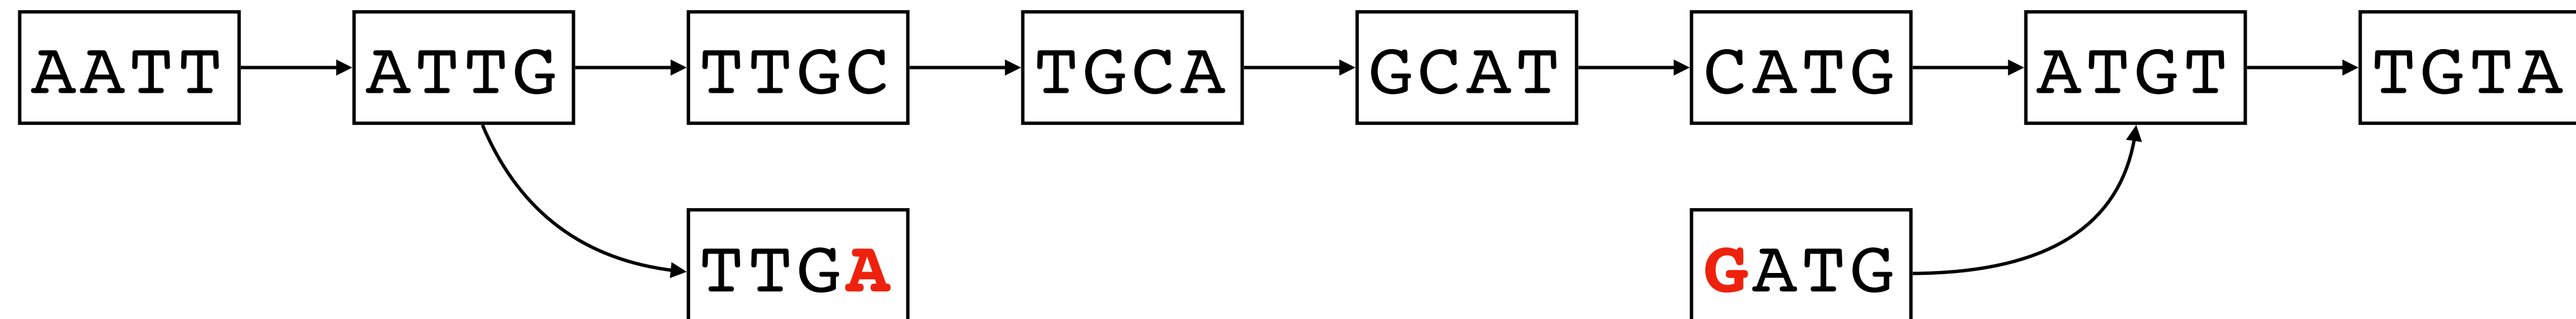 AATT ATTG TTGC TGCA GCAT CATG ATGT TGTA
TTGA GATG